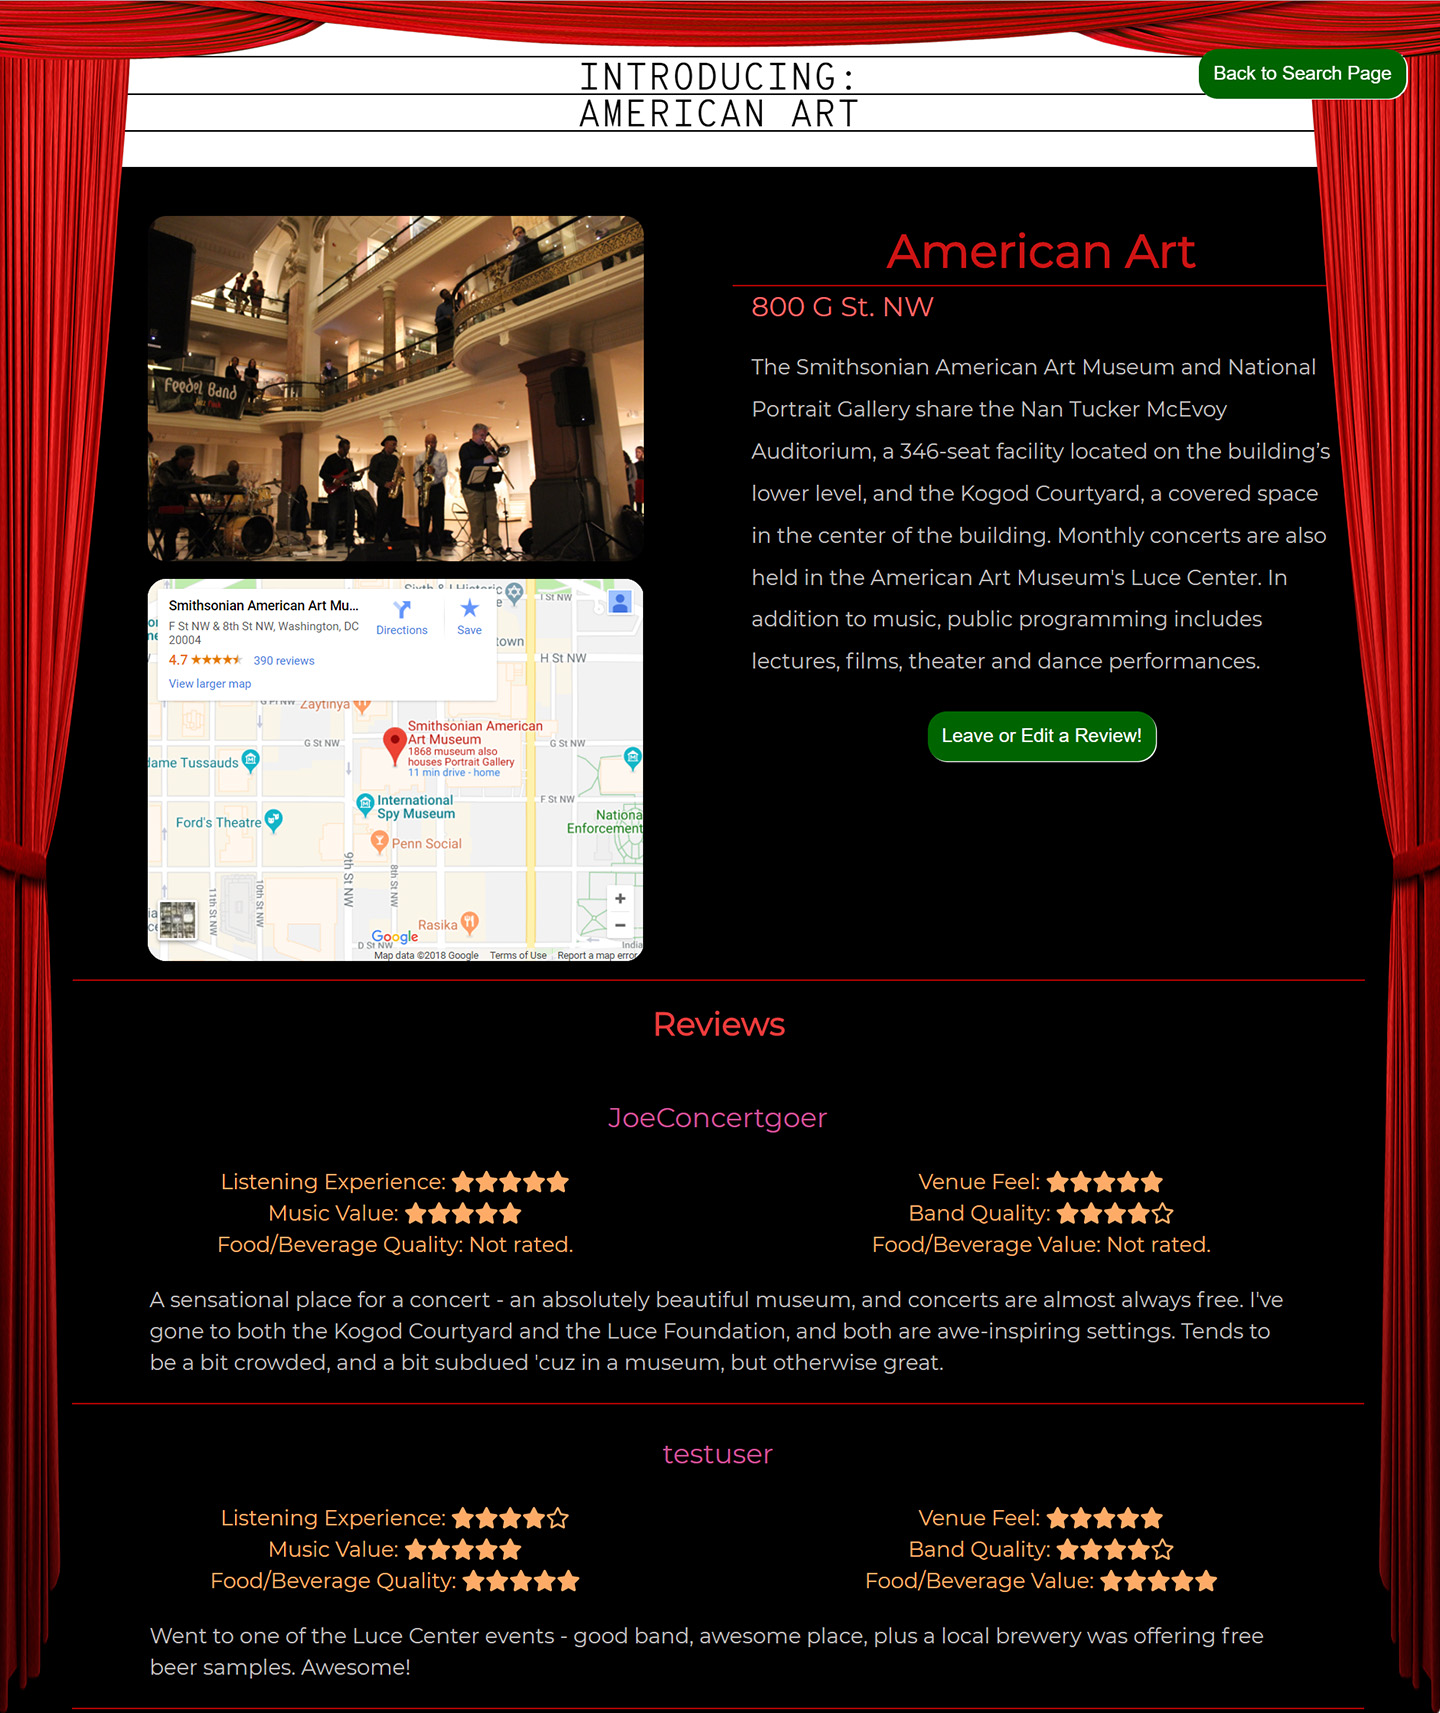 INTRODUCING:
AMERICAN ART
Back to Search Page
Feedel Band
American Art
800 G St. NW
The Smithsonian American Art Museum and National
Portrait Gallery share the Nan Tucker McEvoy
Auditorium, a 346-seat facility located on the building’s
lower level, and the Kogod Courtyard, a covered space
in the center of the building. Monthly concerts are also
held in the American Art Museum's Luce Center. In
addition to music, public programming includes
lectures, films, theater and dance performances.
Leave or Edit a Review!
Smithsonian American Art Mu...
F St NW & 8th St NW, Washington, DC
20004
4.7
390 reviews
View larger map
Directions
Save
Sixth & I Historic
I St NW
town
H St NW
Zaytinya
G St NW
Smithsonian American
Art Museum
1868 museum also
houses Portrait Gallery
11 min drive - home
G St NW
dame Tussauds
International
Spy Museum
F St NW
Ford's Theatre
Nationa
Enforcement
Penn Social
9th St NW
8th St NW
11th St NW
10th St NW
Rasika
Google
D St NW
India
Map data ©2018 Google
Terms of Use
Report a map error
Reviews
JoeConcertgoer
Listening Experience:
Venue Feel:
Music Value:
Band Quality:
Food/Beverage Quality: Not rated.
Food/Beverage Value: Not rated.
A sensational place for a concert - an absolutely beautiful museum, and concerts are almost always free. I've
gone to both the Kogod Courtyard and the Luce Foundation, and both are awe-inspiring settings. Tends to
be a bit crowded, and a bit subdued 'cuz in a museum, but otherwise great.
testuser
Listening Experience:
Venue Feel:
Music Value:
Band Quality:
Food/Beverage Quality:
Food/Beverage Value:
Went to one of the Luce Center events - good band, awesome place, plus a local brewery was offering free
beer samples. Awesome!